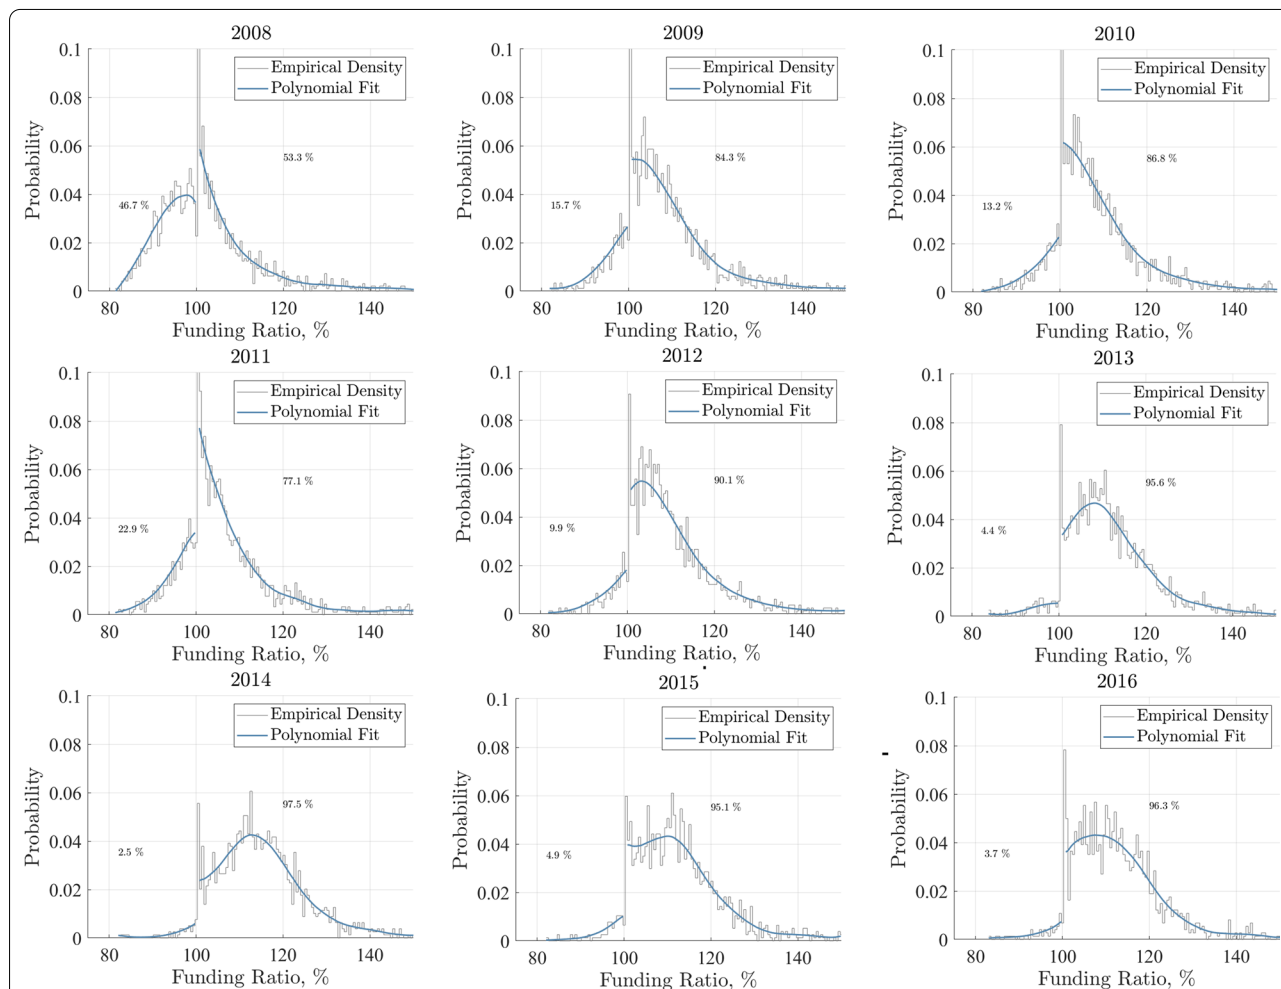 2008
0.1
0.08
0.06
0.04
0.02
0
Probability
Empirical Density
Polynomial Fit
53.3 %
46.7 %
80 100 120 140
Funding Ratio, %
2009
0.1
0.08
0.06
0.04
0.02
0
Probability
Empirical Density
Polynomial Fit
84.3 %
15.7 %
80 100 120 140
Funding Ratio, %
2010
0.1
0.08
0.06
0.04
0.02
0
Probability
Empirical Density
Polynomial Fit
86.8 %
13.2 %
80 100 120 140
Funding Ratio, %
2011
0.1
0.08
0.06
0.04
0.02
0
Probability
Empirical Density
Polynomial Fit
77.1 %
22.9 %
80 100 120 140
Funding Ratio, %
2012
0.1
0.08
0.06
0.04
0.02
0
Probability
Empirical Density
Polynomial Fit
90.1 %
9.9 %
80 100 120 140
Funding Ratio, %
2013
0.1
0.08
0.06
0.04
0.02
0
Probability
Empirical Density
Polynomial Fit
95.6 %
4.4 %
80 100 120 140
Funding Ratio, %
2014
0.1
0.08
0.06
0.04
0.02
0
Probability
Empirical Density
Polynomial Fit
97.5 %
2.5 %
80 100 120 140
Funding Ratio, %
2015
0.1
0.08
0.06
0.04
0.02
0
Probability
Empirical Density
Polynomial Fit
95.1 %
4.9 %
80 100 120 140
Funding Ratio, %
2016
0.1
0.08
0.06
0.04
0.02
0
Probability
Empirical Density
Polynomial Fit
96.3 %
3.7 %
80 100 120 140
Funding Ratio, %